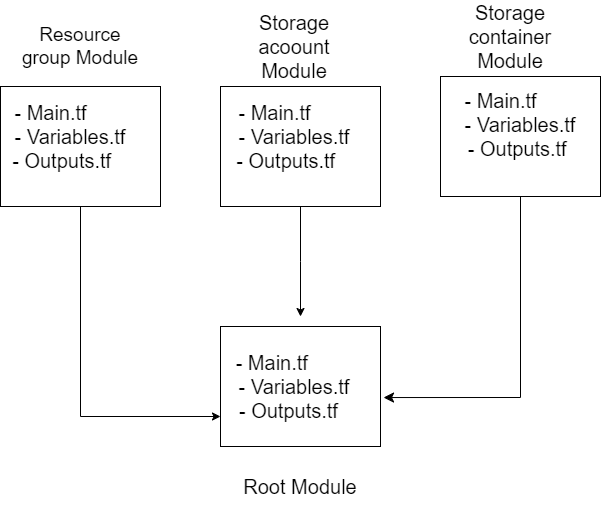 Resource
group Module
- Main.tf
- Variables.tf
- Outputs.tf
Storage
acoount
Module
- Main.tf
- Variables.tf
- Outputs.tf
Storage
container
Module
- Main.tf
- Variables.tf
- Outputs.tf
- Main.tf
- Variables.tf
- Outputs.tf
Root Module